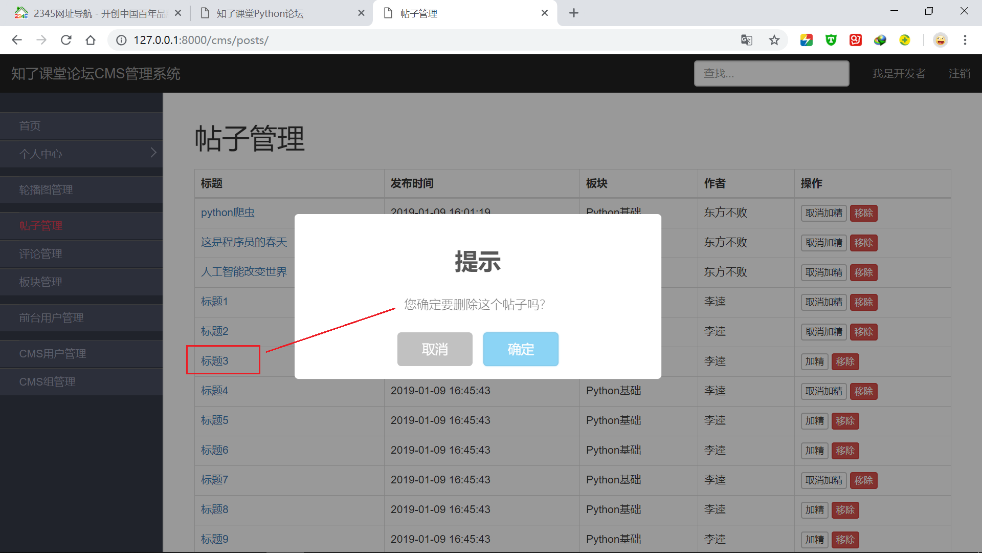 2345网址导航 - 开创中国百年品
知了课堂Python论坛
帖子管理
127.0.0.1:8000/cms/posts/
知了课堂论坛CMS管理系统
查找...
我是开发者
注销
首页
个人中心
轮播图管理
帖子管理
评论管理
板块管理
前台用户管理
CMS用户管理
CMS组管理
帖子管理
标题 发布时间 板块 作者 操作
python爬虫 2019-01-09 16:01:19 Python基础 东方不败 取消加精 移除
这是程序员的春天 东方不败 取消加精 移除
人工智能改变世界 东方不败 取消加精 移除
标题1 李逵 取消加精 移除
标题2 李逵 取消加精 移除
标题3 李逵 加精 移除
标题4 2019-01-09 16:45:43 Python基础 李逵 取消加精 移除
标题5 2019-01-09 16:45:43 Python基础 李逵 加精 移除
标题6 2019-01-09 16:45:43 Python基础 李逵 加精 移除
标题7 2019-01-09 16:45:43 Python基础 李逵 取消加精 移除
标题8 2019-01-09 16:45:43 Python基础 李逵 加精 移除
标题9 2019-01-09 16:45:43 Python基础 李逵 加精 移除
提示
您确定要删除这个帖子吗?
取消 确定